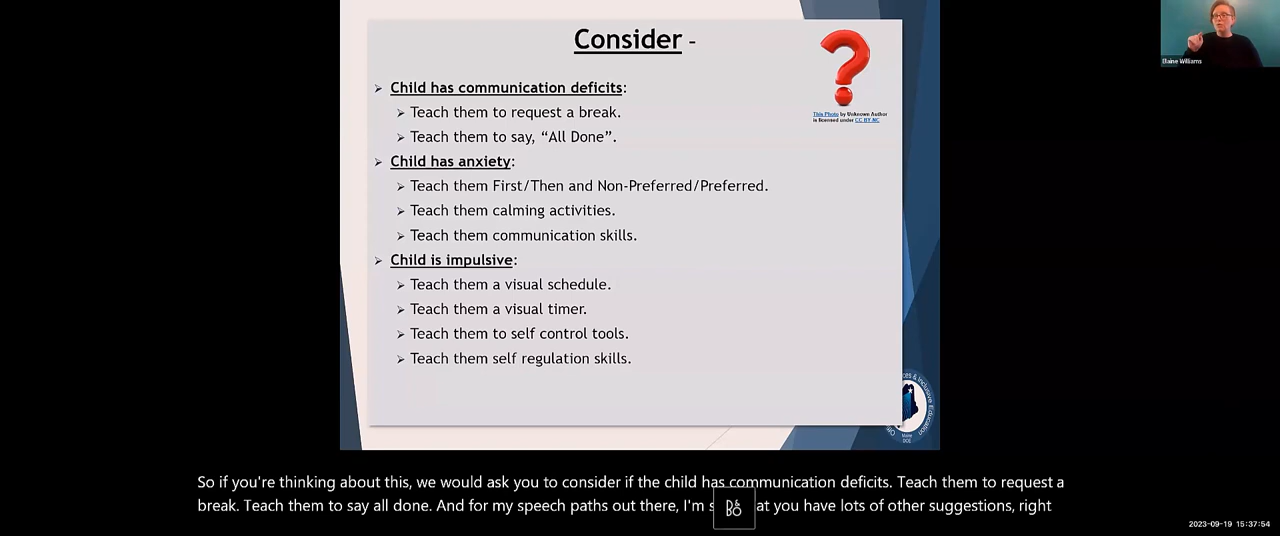 Consider –
This Photo by Unknown Author
is licensed under CC BY-NC
Elaine Williams
➢ Child has communication deficits:
➢ Teach them to request a break.
➢ Teach them to say, “All Done”.
➢ Child has anxiety:
➢ Teach them First/Then and Non-Preferred/Preferred.
➢ Teach them calming activities.
➢ Teach them communication skills.
➢ Child is impulsive:
➢ Teach them a visual schedule.
➢ Teach them a visual timer.
➢ Teach them to self control tools.
➢ Teach them self regulation skills.
& Inclusive Education
So if you're thinking about this, we would ask you to consider if the child has communication deficits. Teach them to request a
break. Teach them to say all done. And for my speech paths out there, I'm at you have lots of other suggestions, right
2023-09-19 15:37:54